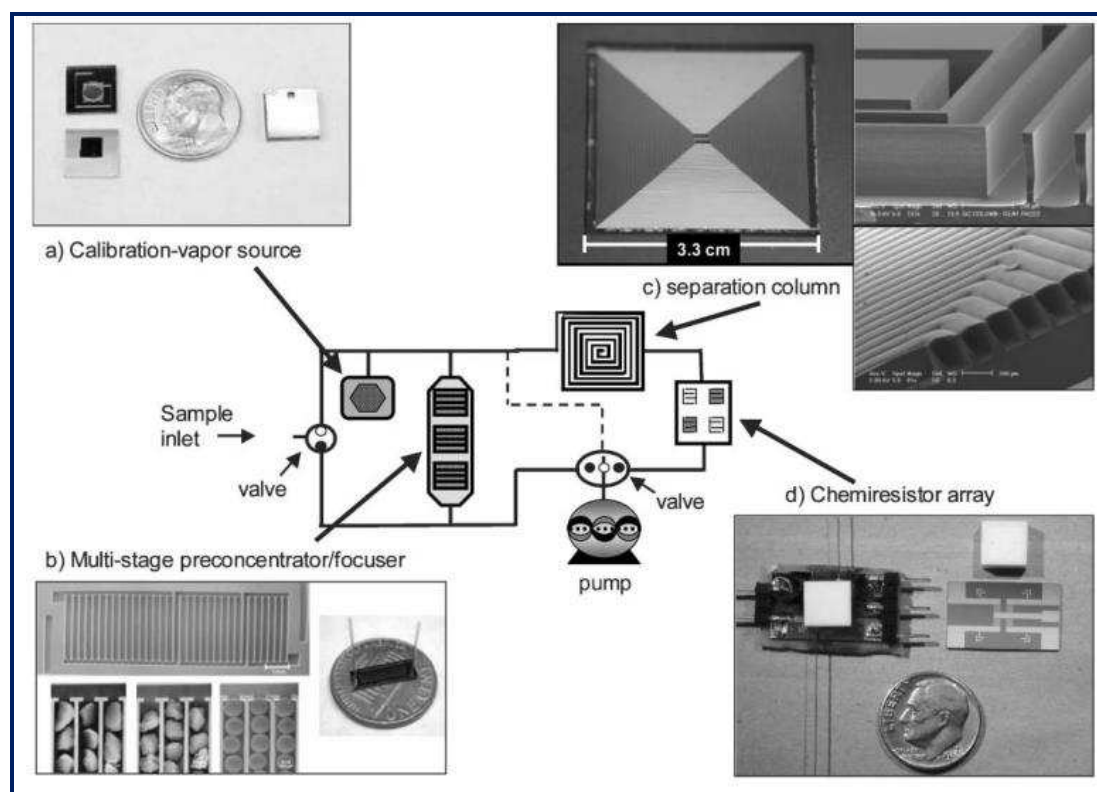 a) Calibration-vapor source
3.3 cm
c) separation column
Sample
inlet
valve
valve
d) Chemiresistor array
b) Multi-stage preconcentrator/focuser
pump
LIBERTY